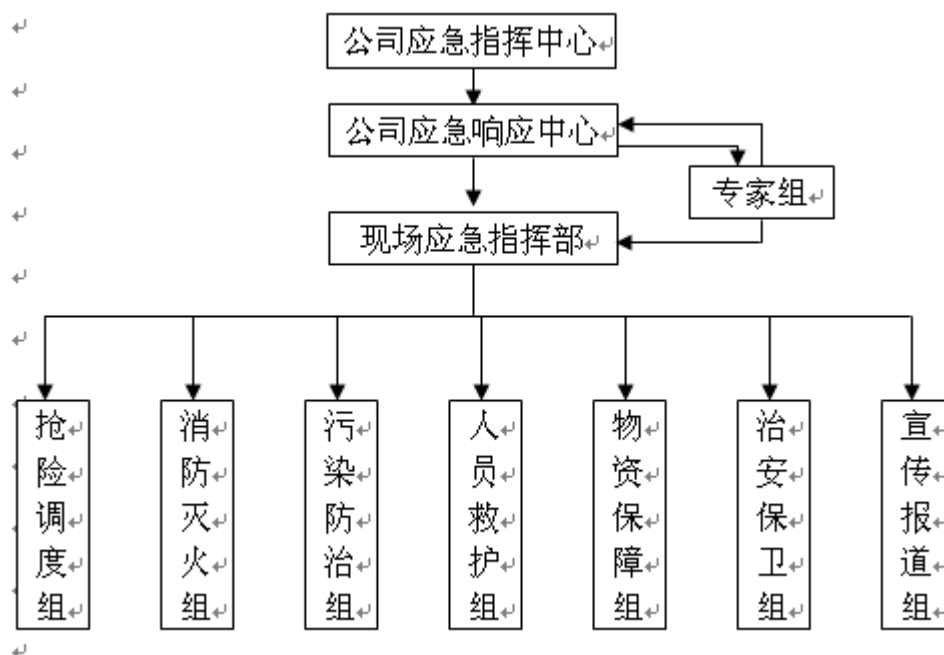 公司应急指挥中心
公司应急响应中心
专家组
现场应急指挥部
抢险调度组
消防灭火组
污染防治组
人员救护组
物资保障组
治安保卫组
宣传报道组